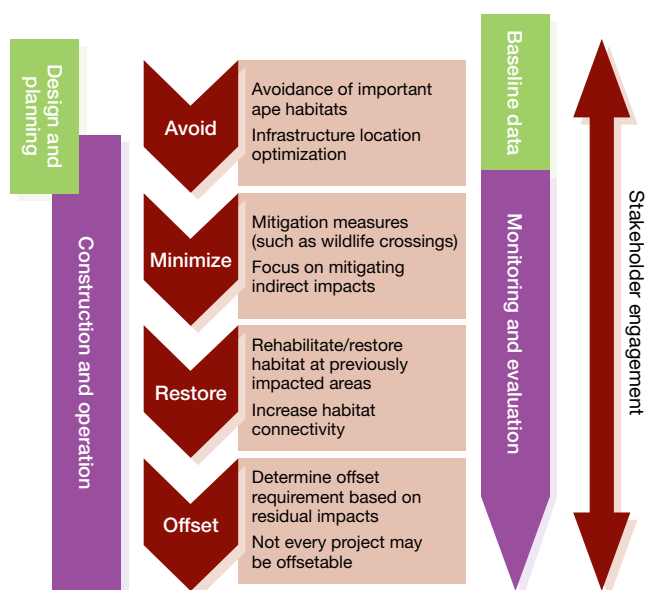 Design and
planning
Construction and operation
Avoid
Avoidance of important
ape habitats
Infrastructure location
optimization
Minimize
Mitigation measures
(such as wildlife crossings)
Focus on mitigating
indirect impacts
Restore
Rehabilitate/restore
habitat at previously
impacted areas
Increase habitat
connectivity
Offset
Determine offset
requirement based on
residual impacts
Not every project may
be offsetable
Baseline data
Monitoring and evaluation
Stakeholder engagement